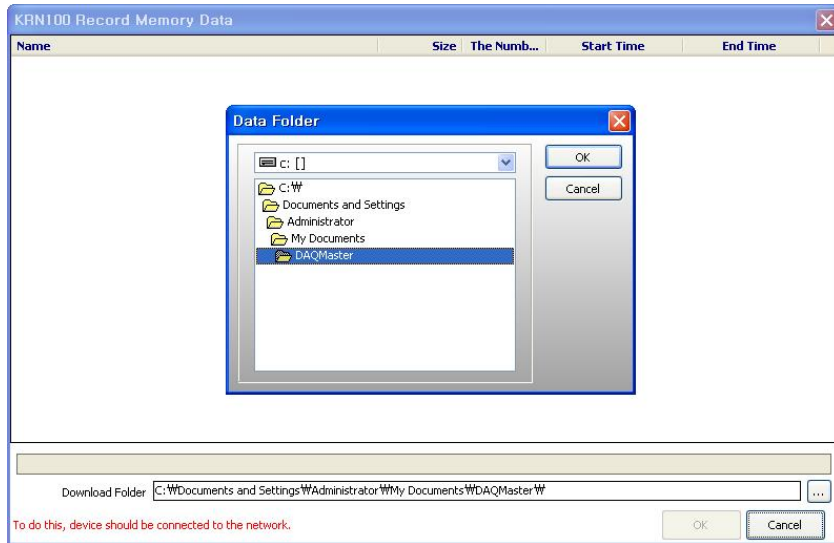 KRN100 Record Memory Data
Name Size The Numb... Start Time End Time
Data Folder
c: []
OK
C:₩
Cancel
Documents and Settings
Administrator
My Documents
DAQMaster
Download Folder C:₩Documents and Settings₩Administrator₩My Documents₩DAQMaster₩ ...
To do this, device should be connected to the network. OK Cancel